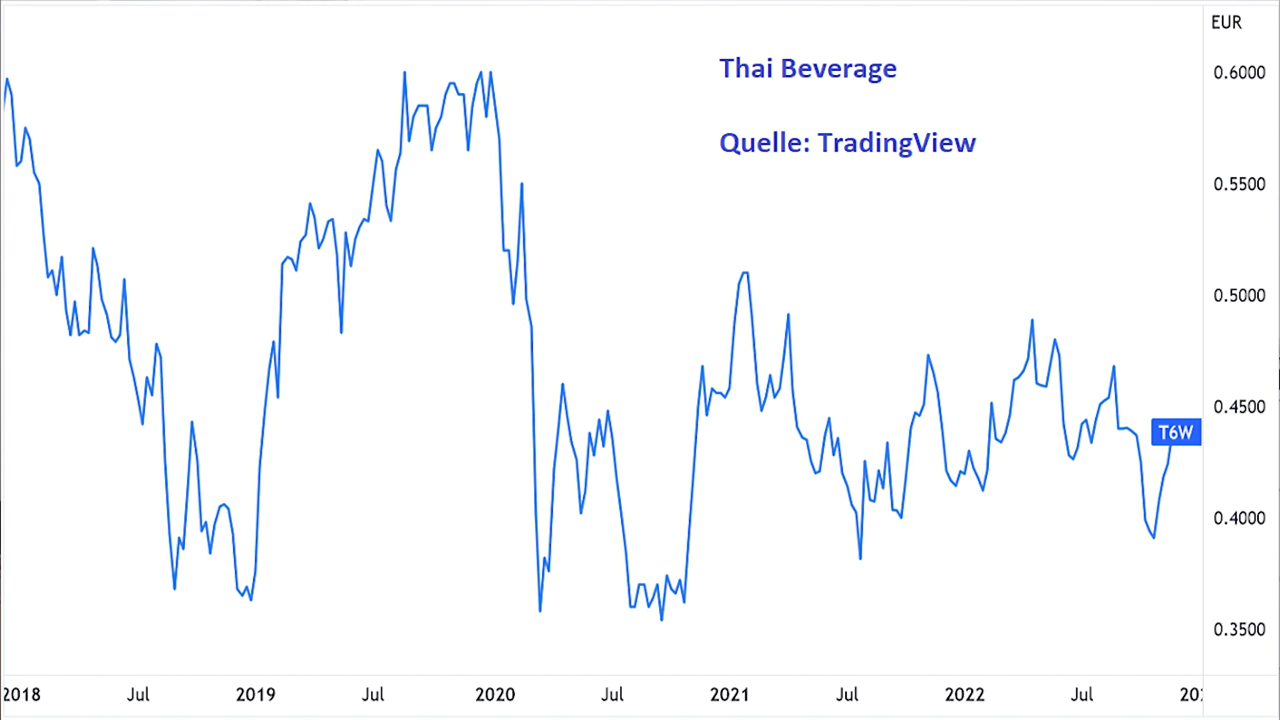 EUR
Thai Beverage
Quelle: TradingView
0.6000
0.5500
0.5000
0.4500
T6W
0.4000
0.3500
2018 Jul 2019 Jul 2020 Jul 2021 Jul 2022 Jul